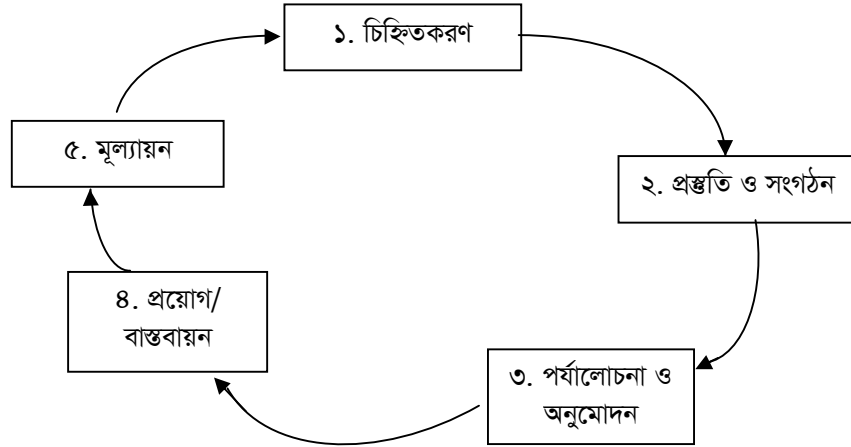 ১. চিহ্নিতকরণ
২. প্রস্তুতি ও সংগঠন
৩. পর্যালোচনা ও
অনুমোদন
৪. প্রয়োগ/
বাস্তবায়ন
৫. মূল্যায়ন